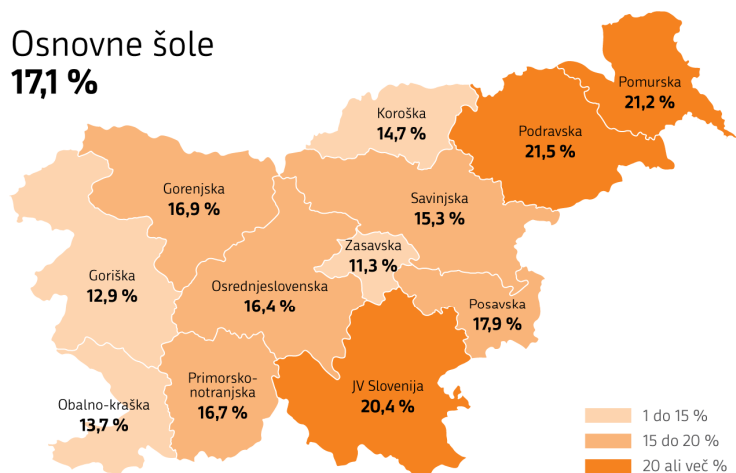 Osnovne šole
17,1 %
Pomurska
21,2 %
Koroška
14,7 %
Podravska
21,5 %
Gorenjska
16,9 %
Savinjska
15,3 %
Zasavska
11,3 %
Goriška
12,9 %
Osrednjeslovenska
16,4 %
Posavska
17,9 %
Primorsko-
notranjska
16,7 %
JV Slovenija
20,4 %
Obalno-kraška
13,7 %
1 do 15 %
15 do 20 %
20 ali več %